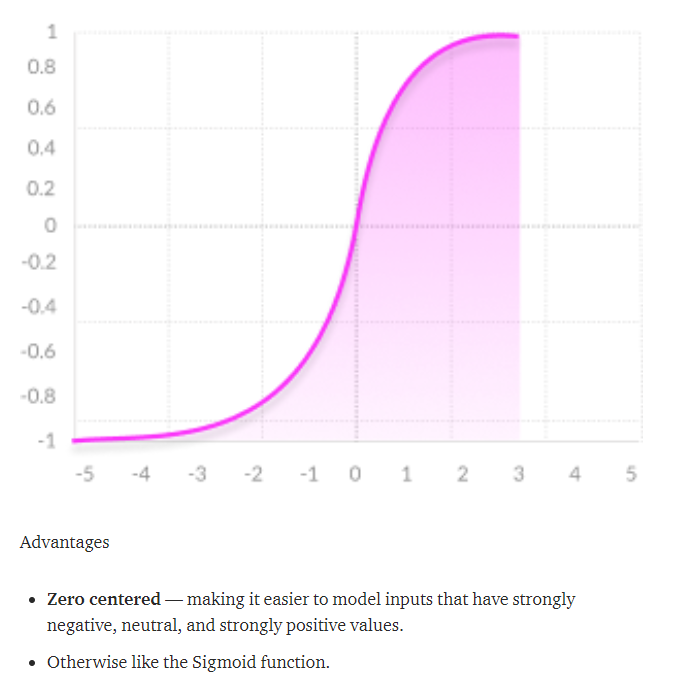 1
0.8
0.6
0.4
0.2
0
-0.2
-0.4
-0.6
-0.8
-1
-5 -4 -3 -2 -1 0 1 2 3 4 5
Advantages
• Zero centered — making it easier to model inputs that have strongly
negative, neutral, and strongly positive values.
• Otherwise like the Sigmoid function.